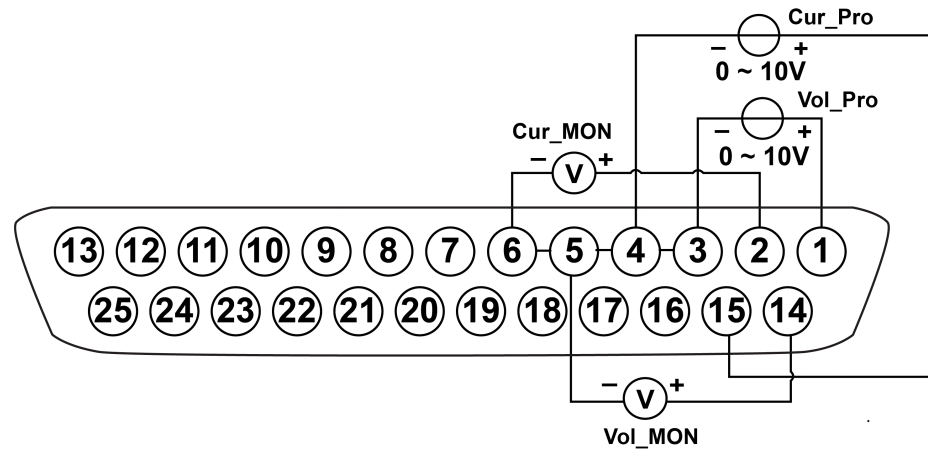 Cur_Pro
− +
0 ~ 10V
Vol_Pro
− +
0 ~ 10V
Cur_MON
− V +
13 12 11 10 9 8 7 6 5 4 3 2 1
25 24 23 22 21 20 19 18 17 16 15 14
− V +
Vol_MON